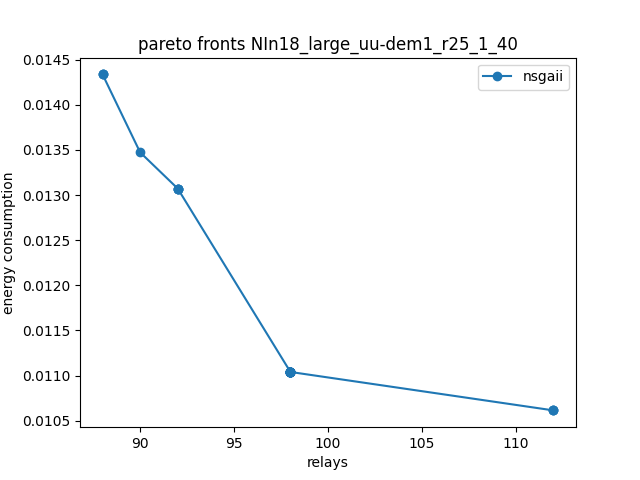 pareto fronts NIn18_large_uu-dem1_r25_1_40
nsgaii
0.0145
0.0140
0.0135
0.0130
0.0125
0.0120
0.0115
0.0110
0.0105
energy consumption
90 95 100 105 110
relays